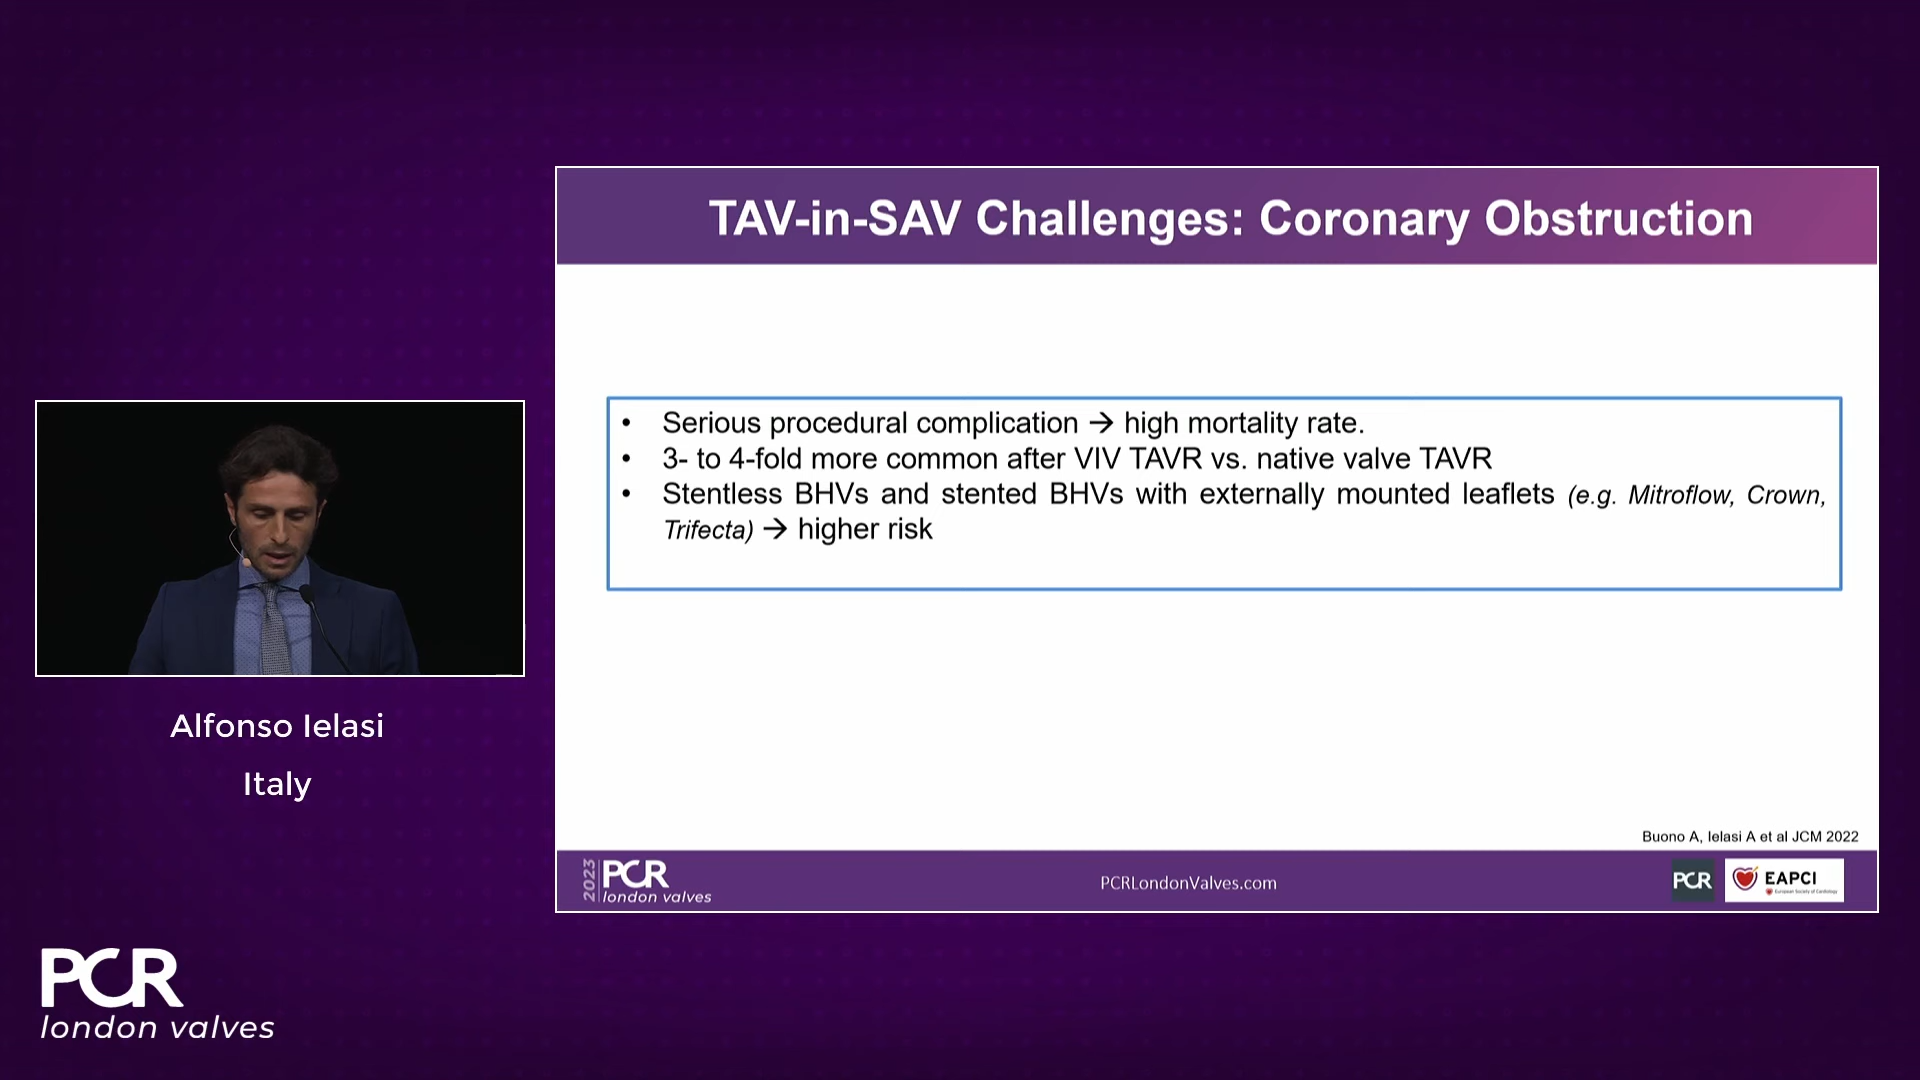 TAV-in-SAV Challenges: Coronary Obstruction
• Serious procedural complication → high mortality rate.
• 3- to 4-fold more common after VIV TAVR vs. native valve TAVR
• Stentless BHVs and stented BHVs with externally mounted leaflets (e.g. Mitroflow, Crown,
Trifecta) → higher risk
Buono A, Ielasi A et al JCM 2022
2023 PCR
london valves
PCRLondonValves.com
PCR
EAPCI
European Society of Cardiology
Alfonso Ielasi
Italy
PCR
london valves